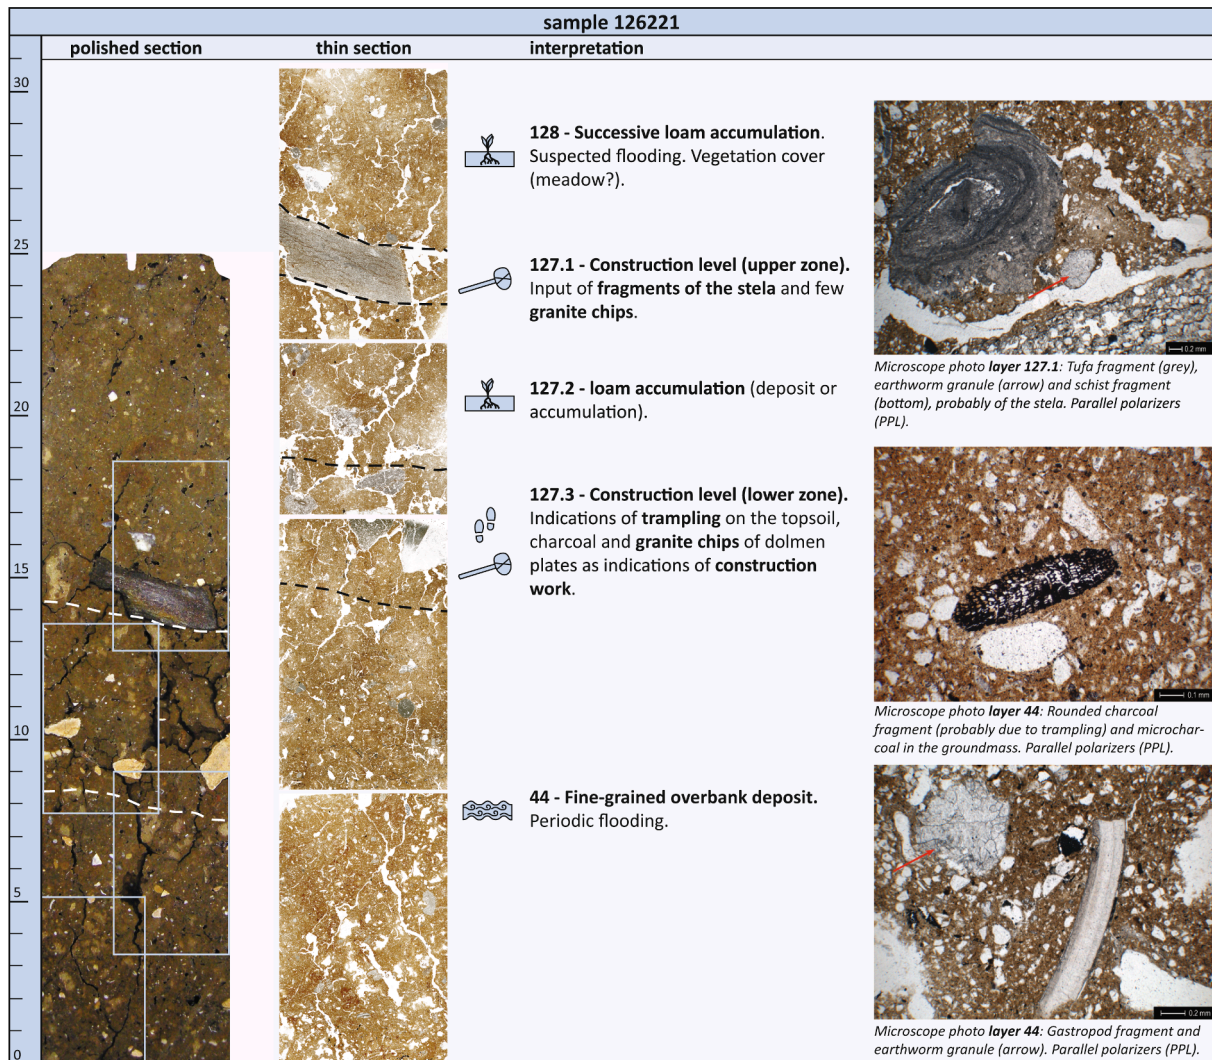 sample 126221
polished section
thin section
interpretation
30
25
20
15
10
5
0
128 - Successive loam accumulation.
Suspected flooding. Vegetation cover
(meadow?).
127.1 - Construction level (upper zone).
Input of fragments of the stela and few
granite chips.
127.2 - loam accumulation (deposit or
accumulation).
127.3 - Construction level (lower zone).
Indications of trampling on the topsoil,
charcoal and granite chips of dolmen
plates as indications of construction
work.
44 - Fine-grained overbank deposit.
Periodic flooding.
0.2 mm
Microscope photo layer 127.1: Tufa fragment (grey),
earthworm granule (arrow) and schist fragment
(bottom), probably of the stela. Parallel polarizers
(PPL).
0.1 mm
Microscope photo layer 44: Rounded charcoal
fragment (probably due to trampling) and microchar-
coal in the groundmass. Parallel polarizers (PPL).
0.2 mm
Microscope photo layer 44: Gastropod fragment and
earthworm granule (arrow). Parallel polarizers (PPL).